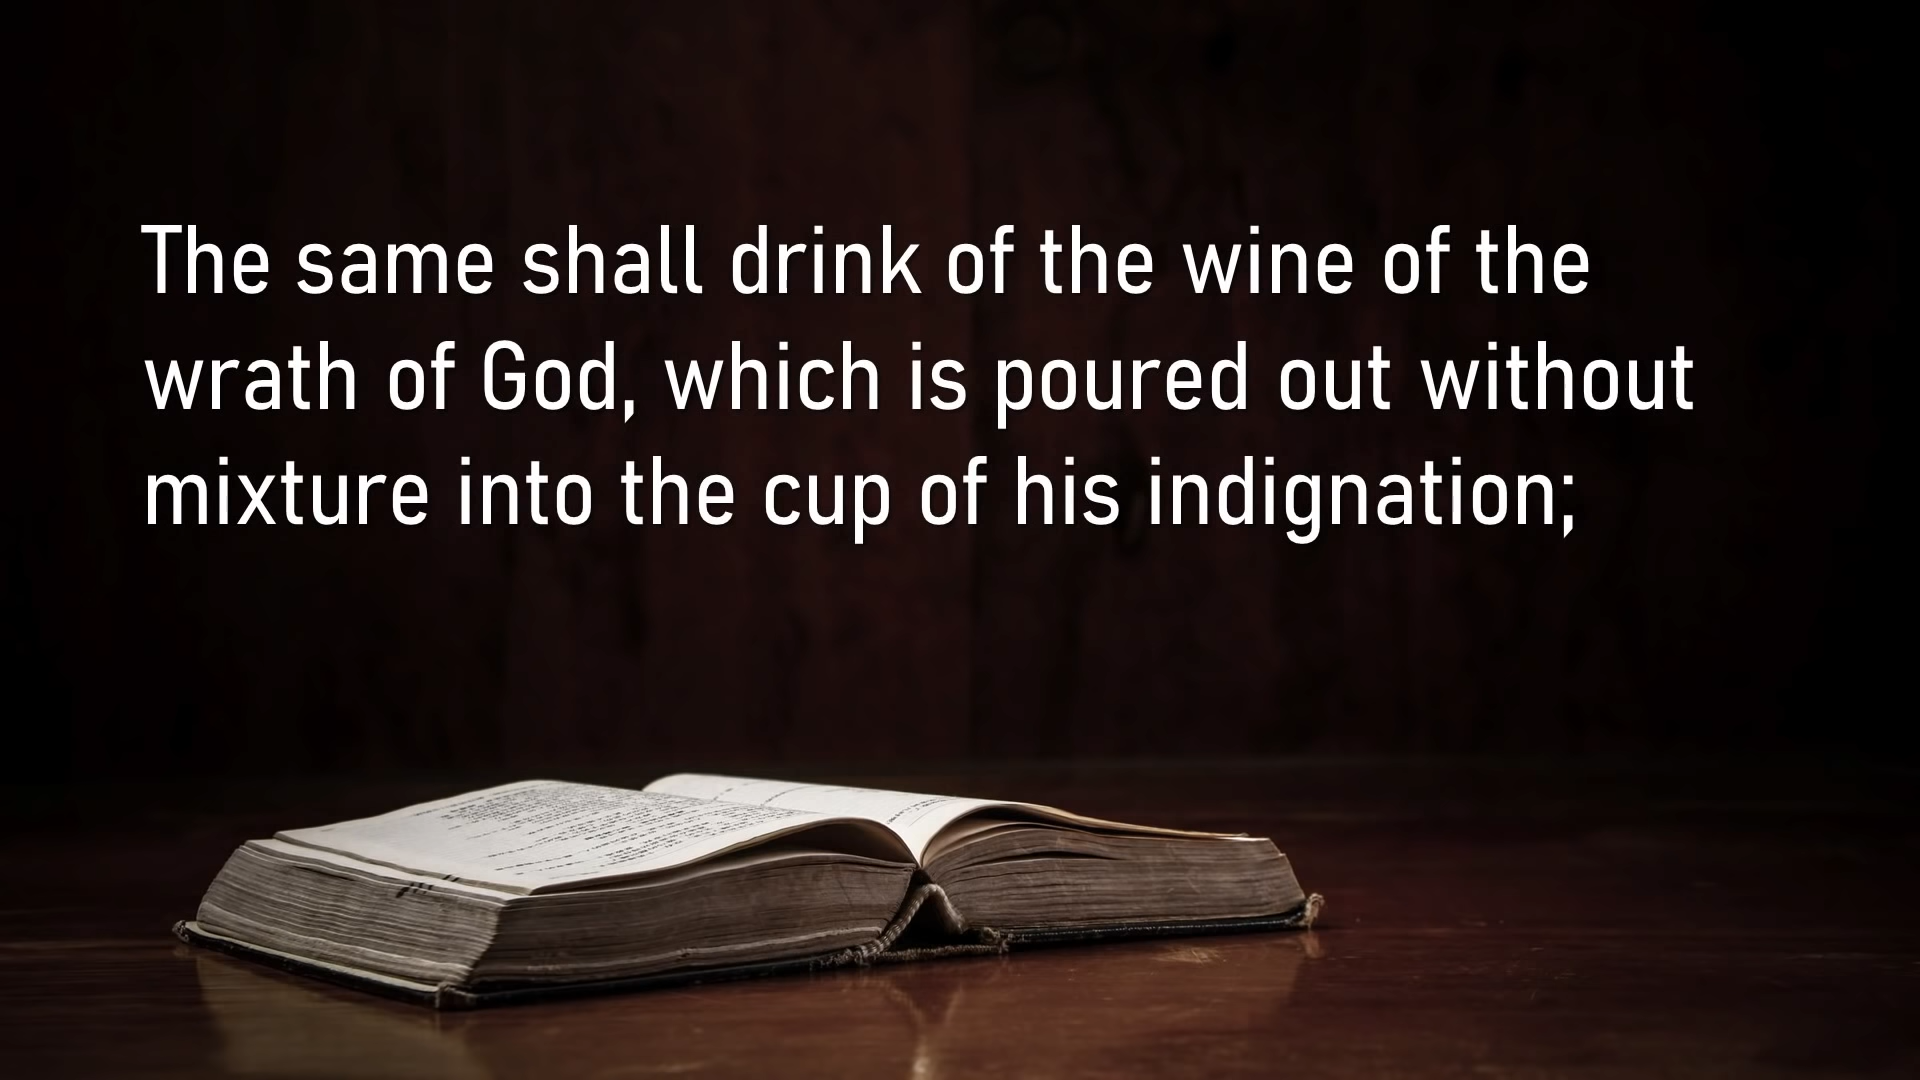 The same shall drink of the wine of the
wrath of God, which is poured out without
mixture into the cup of his indignation;